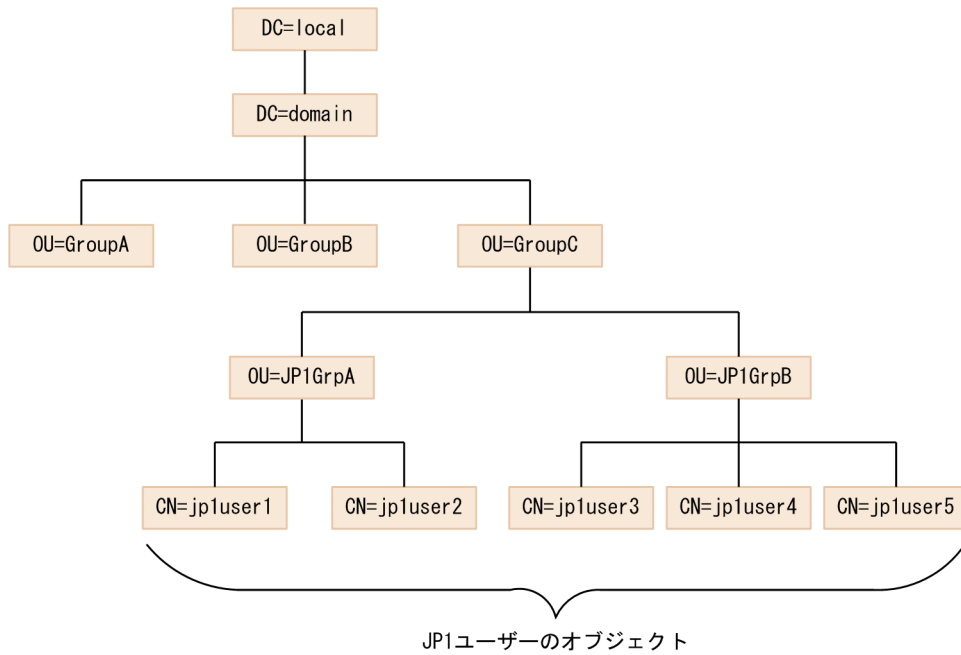 DC=local
DC=domain
OU=GroupA
OU=GroupB
OU=GroupC
OU=JP1GrpA
OU=JP1GrpB
CN=jp1user1
CN=jp1user2
CN=jp1user3
CN=jp1user4
CN=jp1user5
JP1ユーザーのオブジェクト